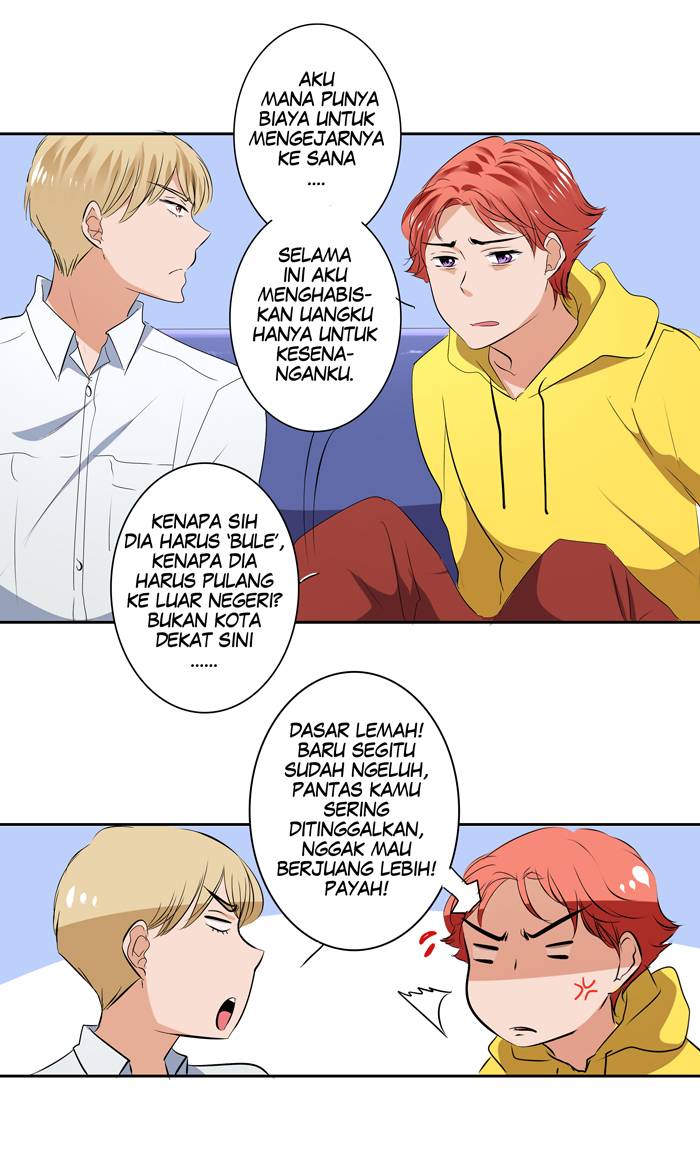 AKU
MANA PUNYA
BIAYA UNTUK
MENGEJARNYA
KE SANA
....
SELAMA
INI AKU
MENGHABIS-
KAN UANGKU
HANYA UNTUK
KESENA-
NGANKU.
KENAPA SIH
DIA HARUS 'BULE',
KENAPA DIA
HARUS PULANG
KE LUAR NEGERI?
BUKAN KOTA
DEKAT SINI
......
DASAR LEMAH!
BARU SEGITU
SUDAH NGELUH,
PANTAS KAMU
SERING
DITINGGALKAN,
NGGAK MAU
BERJUANG LEBIH!
PAYAH!